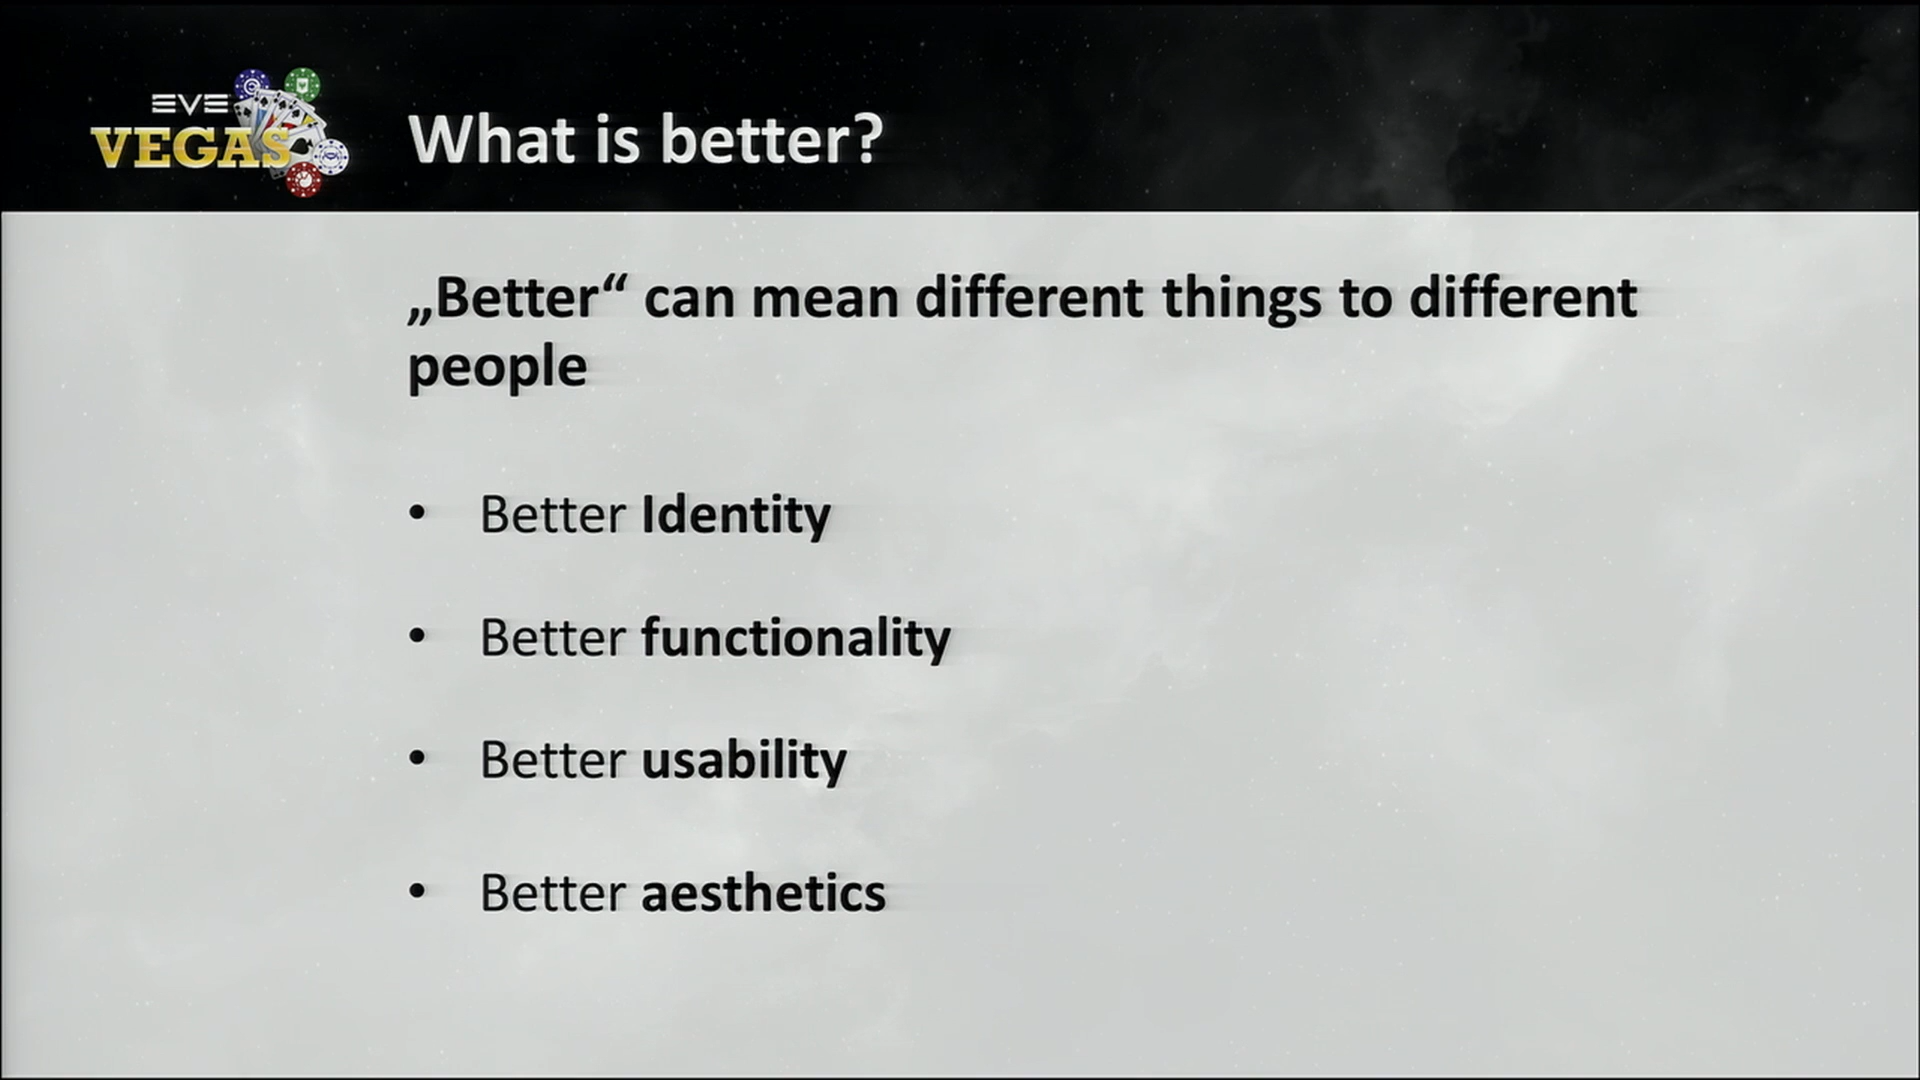 EVE
VEGAS
What is better?
„Better“ can mean different things to different
people
• Better Identity
• Better functionality
• Better usability
• Better aesthetics